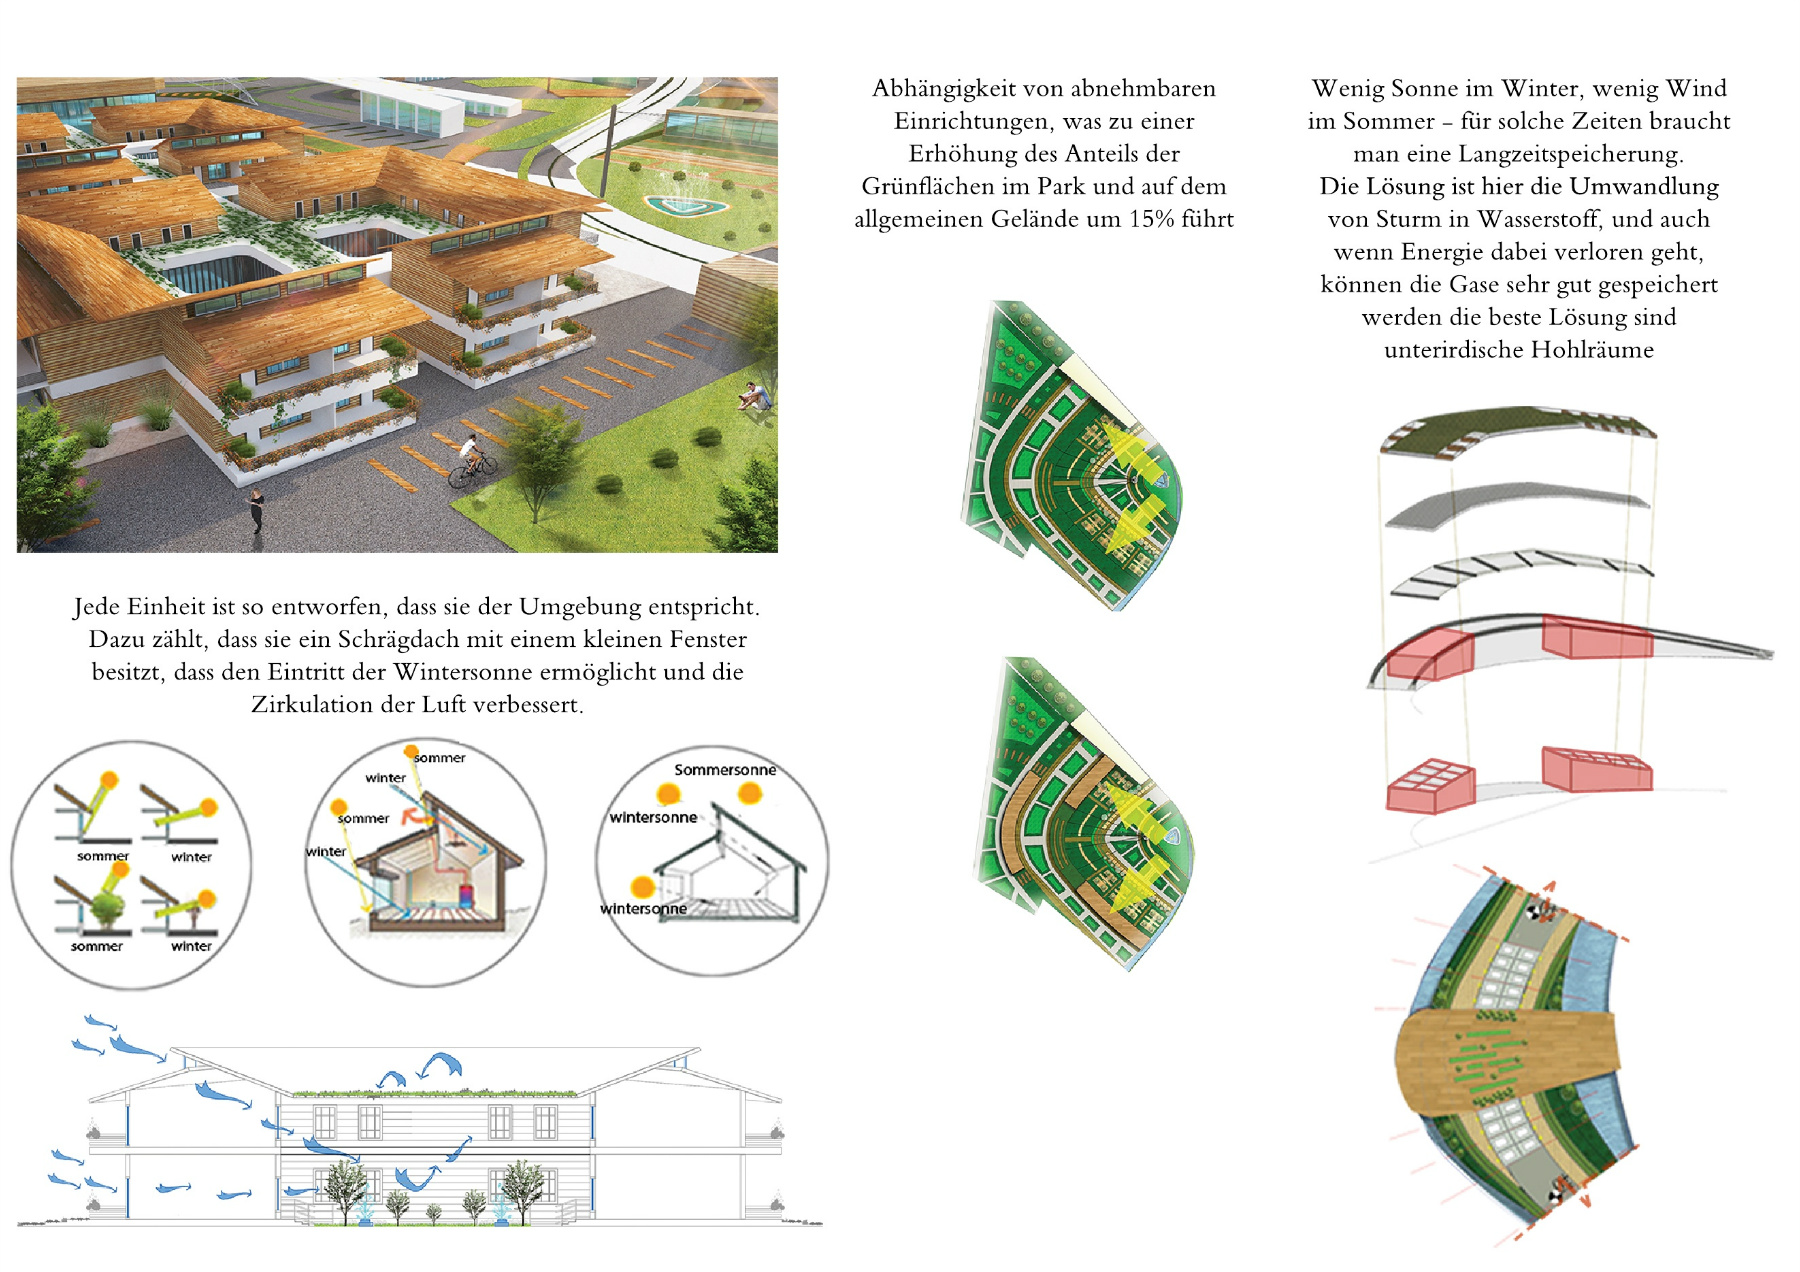 Abhängigkeit von abnehmbaren
Einrichtungen, was zu einer
Erhöhung des Anteils der
Grünflächen im Park und auf dem
allgemeinen Gelände um 15% führt
Wenig Sonne im Winter, wenig Wind
im Sommer – für solche Zeiten braucht
man eine Langzeitspeicherung.
Die Lösung ist hier die Umwandlung
von Sturm in Wasserstoff, und auch
wenn Energie dabei verloren geht,
können die Gase sehr gut gespeichert
werden die beste Lösung sind
unterirdische Hohlräume
Jede Einheit ist so entworfen, dass sie der Umgebung entspricht.
Dazu zählt, dass sie ein Schrägdach mit einem kleinen Fenster
besitzt, dass den Eintritt der Wintersonne ermöglicht und die
Zirkulation der Luft verbessert.
sommer
winter
sommer
winter
sommer
winter
sommer
winter
Sommersonne
wintersonne
wintersonne